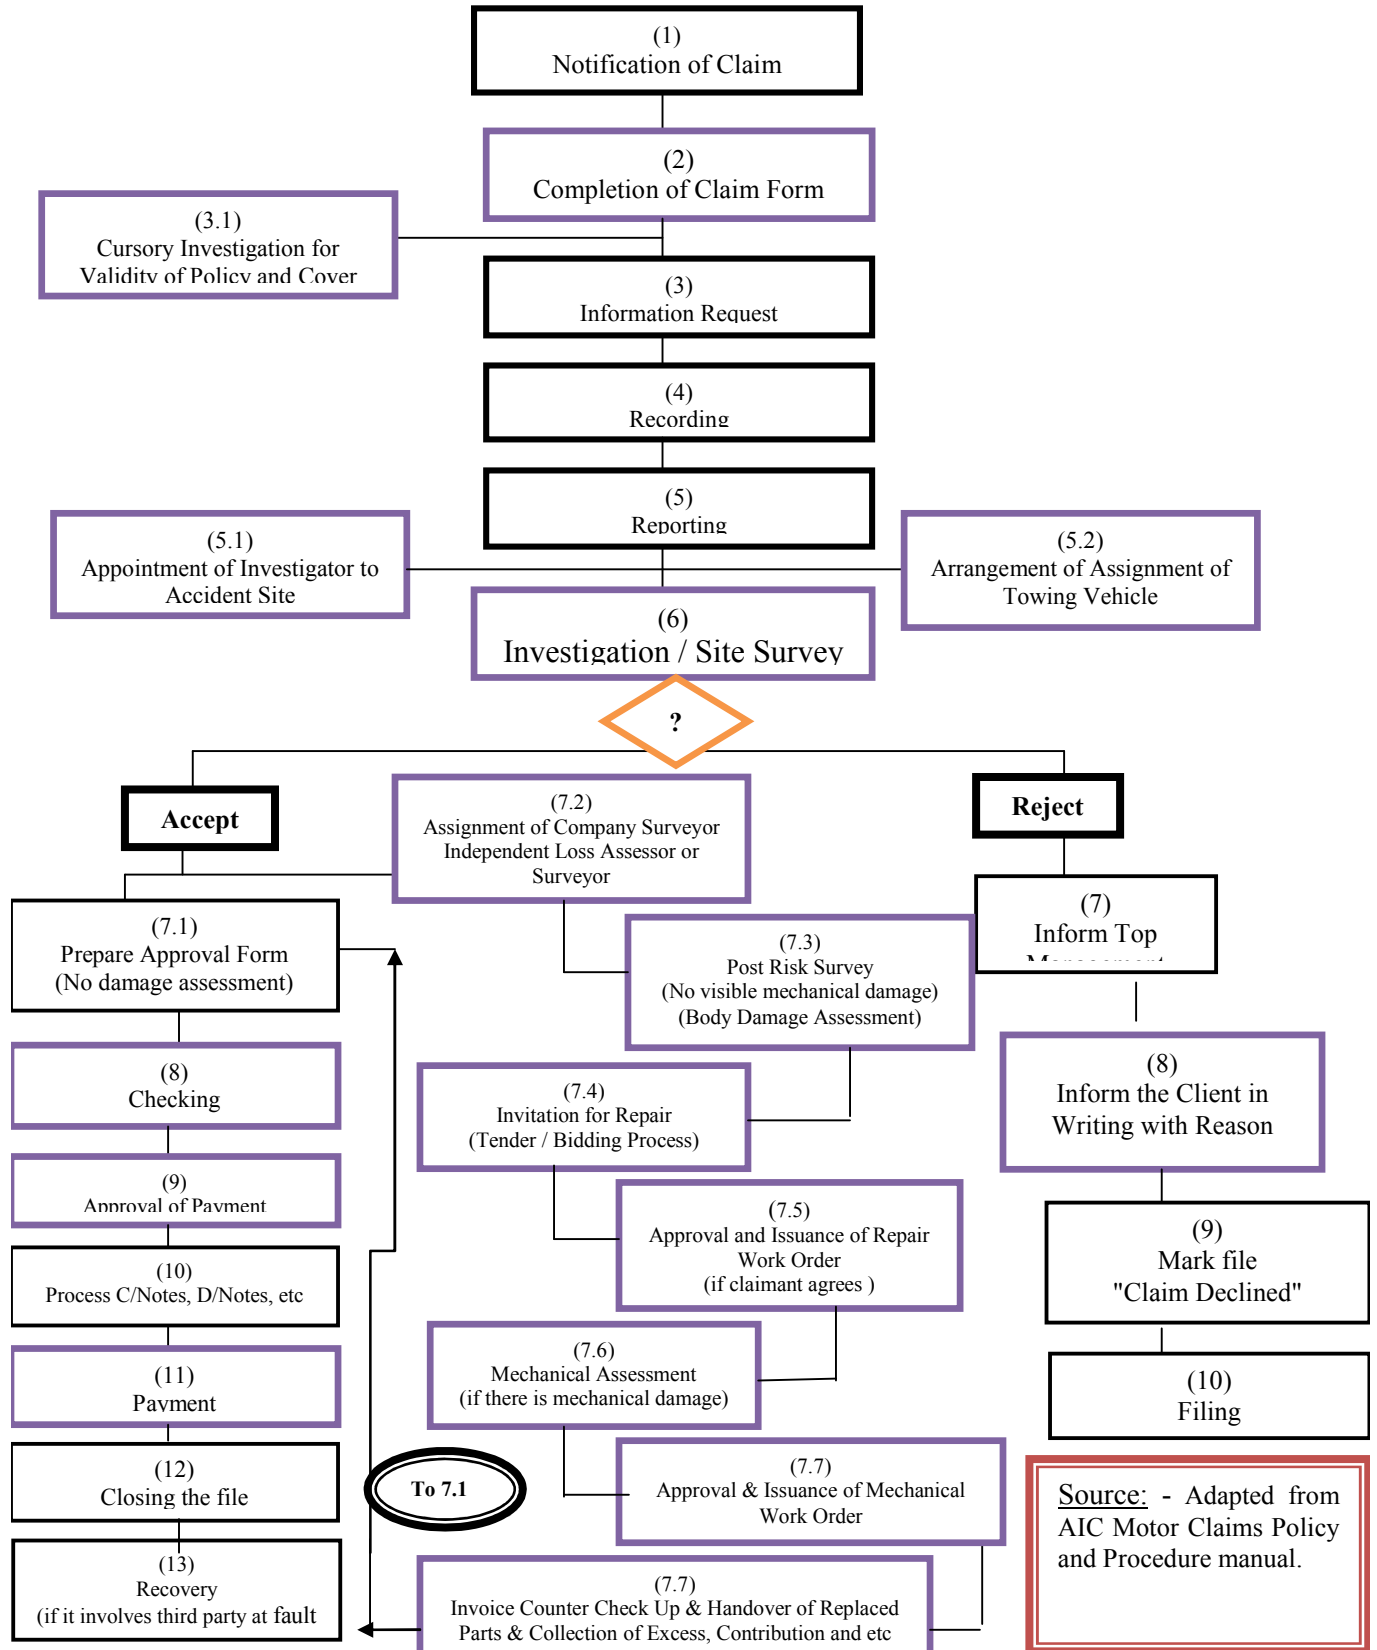 (1)
Notification of Claim
(2)
Completion of Claim Form
(3.1)
Cursory Investigation for
Validity of Policy and Cover
(3)
Information Request
(4)
Recording
(5)
Reporting
(5.1)
Appointment of Investigator to
Accident Site
(5.2)
Arrangement of Assignment of
Towing Vehicle
(6)
Investigation / Site Survey
?
Accept
Reject
(7.2)
Assignment of Company Surveyor
Independent Loss Assessor or
Surveyor
(7.1)
Prepare Approval Form
(No damage assessment)
(7.3)
Post Risk Survey
(No visible mechanical damage)
(Body Damage Assessment)
(7)
Inform Top
Management
(8)
Checking
(7.4)
Invitation for Repair
(Tender / Bidding Process)
(8)
Inform the Client in
Writing with Reason
(9)
Approval of Payment
(7.5)
Approval and Issuance of Repair
Work Order
(if claimant agrees )
(9)
Mark file
"Claim Declined"
(10)
Process C/Notes, D/Notes, etc
(7.6)
Mechanical Assessment
(if there is mechanical damage)
(10)
Filing
(11)
Payment
(12)
Closing the file
To 7.1
(7.7)
Approval & Issuance of Mechanical
Work Order
(13)
Recovery
(if it involves third party at fault
(7.7)
Invoice Counter Check Up & Handover of Replaced
Parts & Collection of Excess, Contribution and etc
Source: - Adapted from
AIC Motor Claims Policy
and Procedure manual.